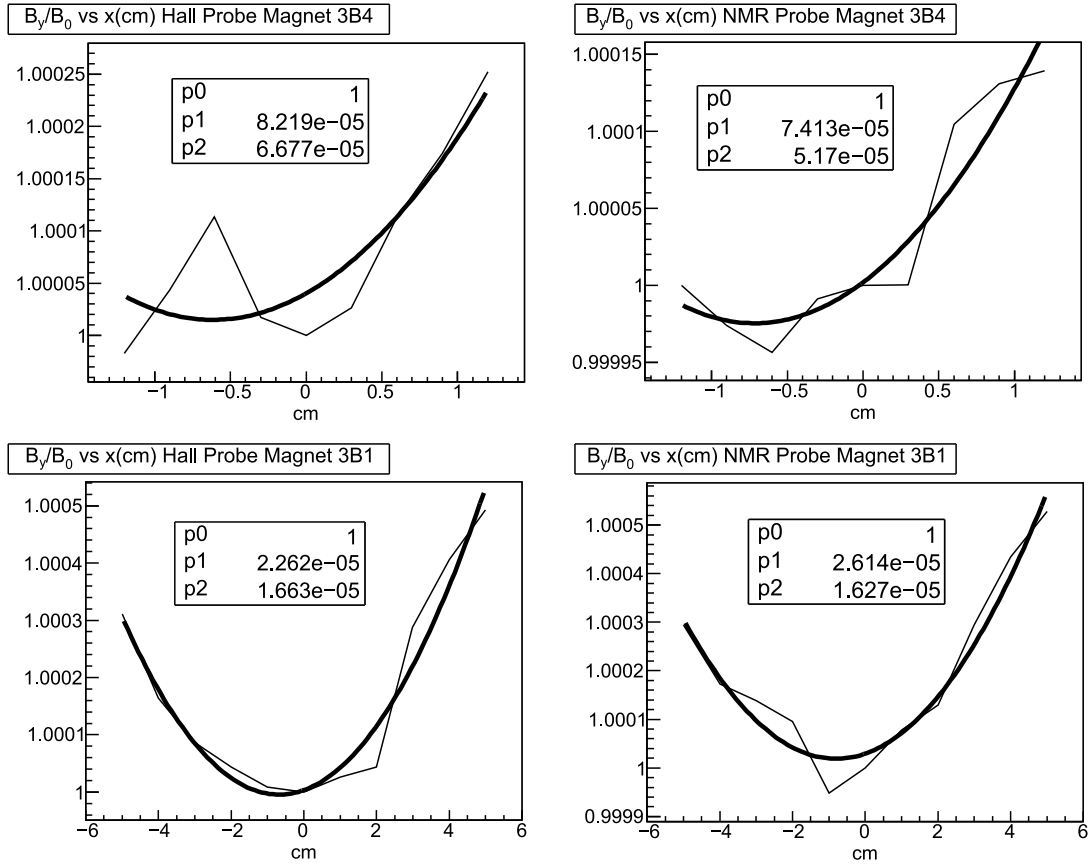 B_y/B_0 vs x(cm) Hall Probe Magnet 3B4
1.00025
1.0002
1.00015
1.0001
1.00005
1
p0 1
p1 8.219e−05
p2 6.677e−05
−1 −0.5 0 0.5 1
cm
B_y/B_0 vs x(cm) NMR Probe Magnet 3B4
1.00015
1.0001
1.00005
1
0.99995
p0 1
p1 7.413e−05
p2 5.17e−05
−1 −0.5 0 0.5 1
cm
B_y/B_0 vs x(cm) Hall Probe Magnet 3B1
1.0005
1.0004
1.0003
1.0002
1.0001
1
p0 1
p1 2.262e−05
p2 1.663e−05
−6 −4 −2 0 2 4 6
cm
B_y/B_0 vs x(cm) NMR Probe Magnet 3B1
1.0005
1.0004
1.0003
1.0002
1.0001
1
0.9999
p0 1
p1 2.614e−05
p2 1.627e−05
−6 −4 −2 0 2 4 6
cm